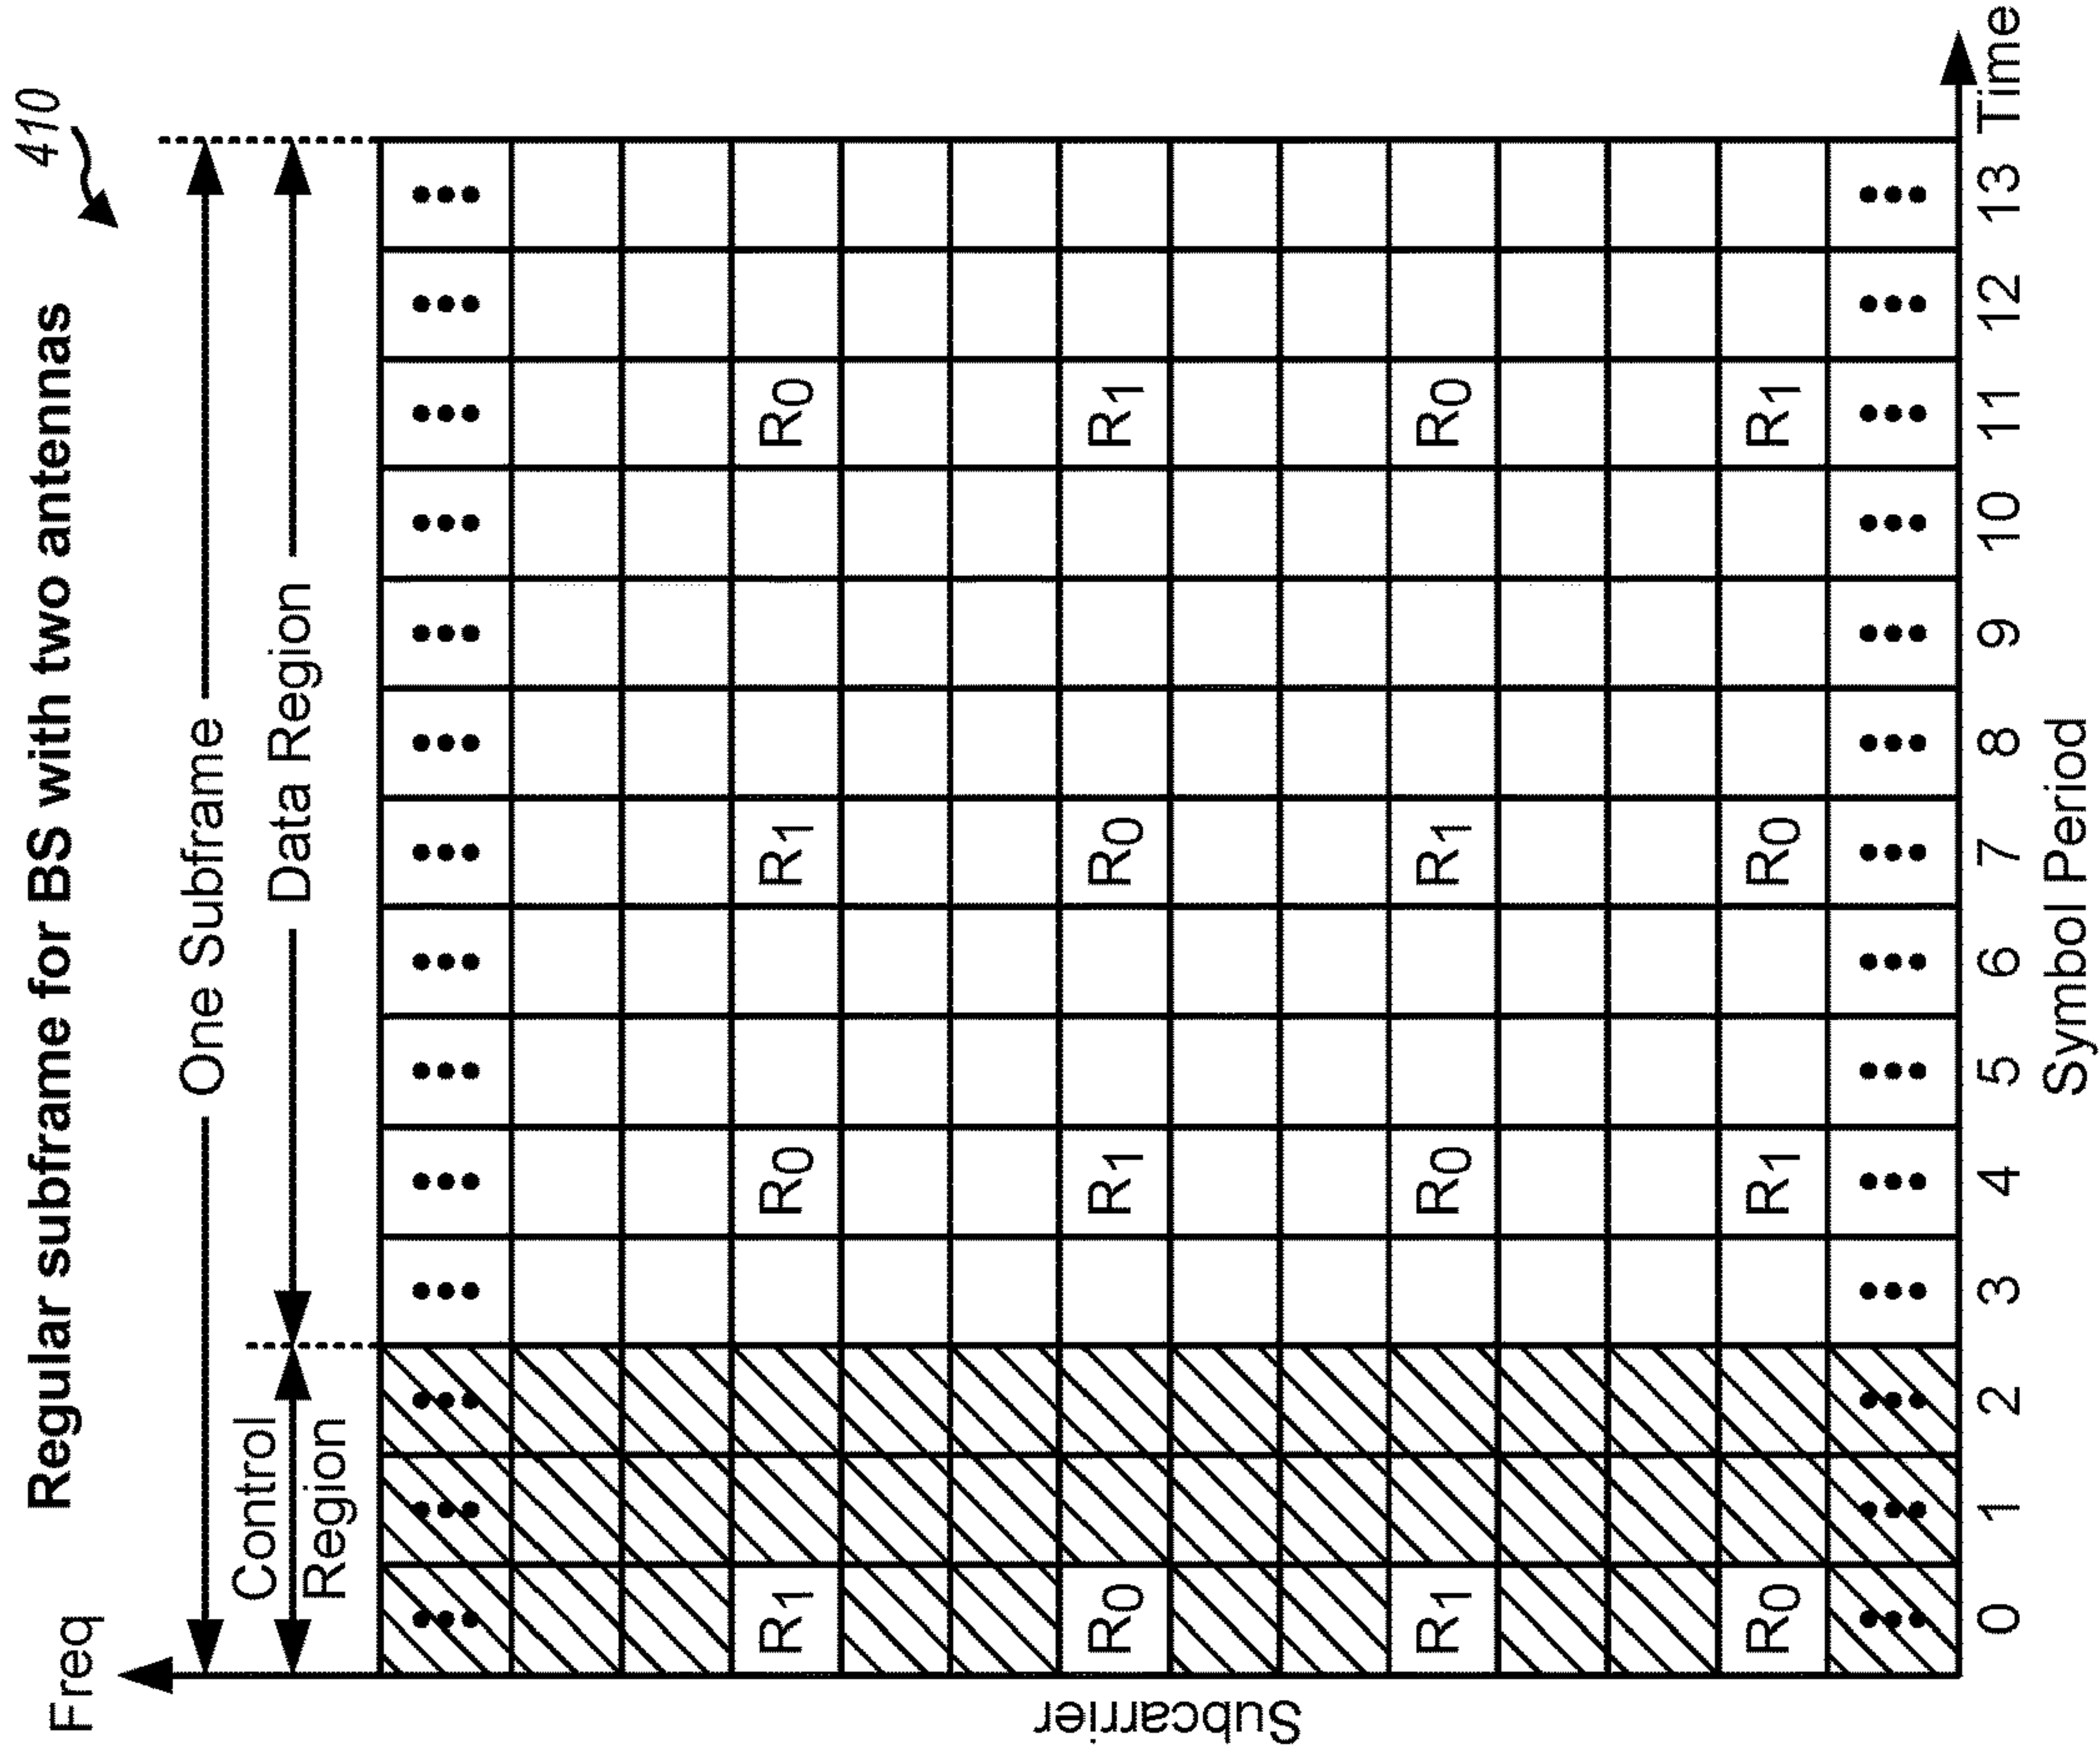 Regular subframe for BS with two antennas
410
Freq
One Subframe
Control
Region
Data Region
... ... ... ... ... ... ... ... ... ... ... ... ... ...
R1 R0 R1 R0
R0 R1 R0 R1
R1 R0 R1 R0
R0 R1 R0 R1
... ... ... ... ... ... ... ... ... ... ... ... ... ...
Subcarrier
0 1 2 3 4 5 6 7 8 9 10 11 12 13 Time
Symbol Period